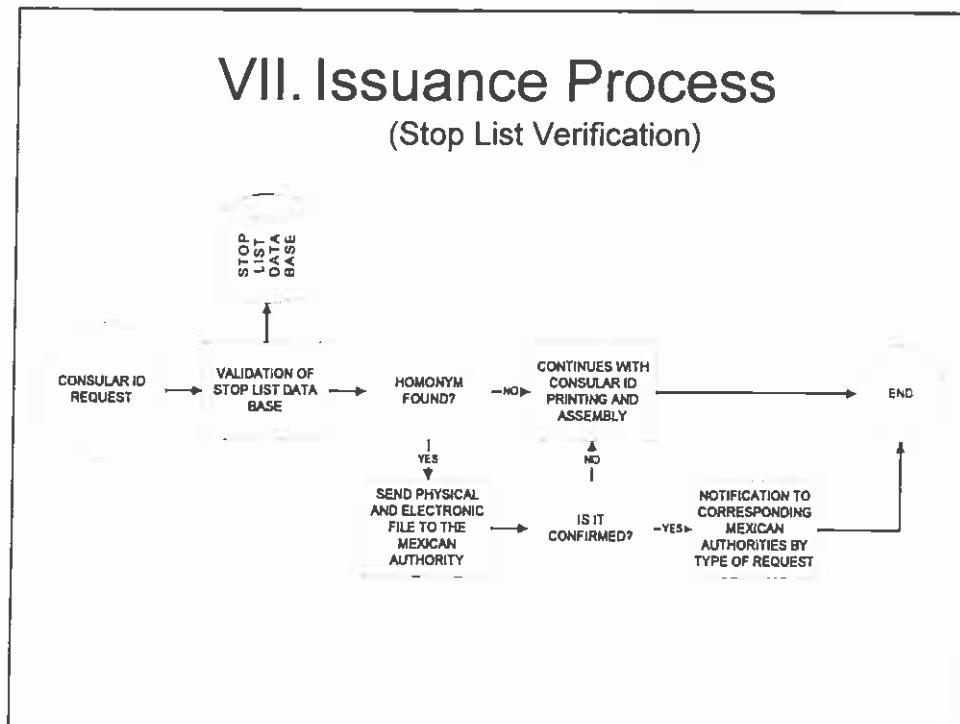 VII. Issuance Process
(Stop List Verification)
STOP
LIST
DATA
BASE
CONSULAR ID
REQUEST
VALIDATION OF
STOP LIST DATA
BASE
HOMONYM
FOUND?
NO
CONTINUES WITH
CONSULAR ID
PRINTING AND
ASSEMBLY
END
YES
NO
SEND PHYSICAL
AND ELECTRONIC
FILE TO THE
MEXICAN
AUTHORITY
IS IT
CONFIRMED?
YES
NOTIFICATION TO
CORRESPONDING
MEXICAN
AUTHORITIES BY
TYPE OF REQUEST